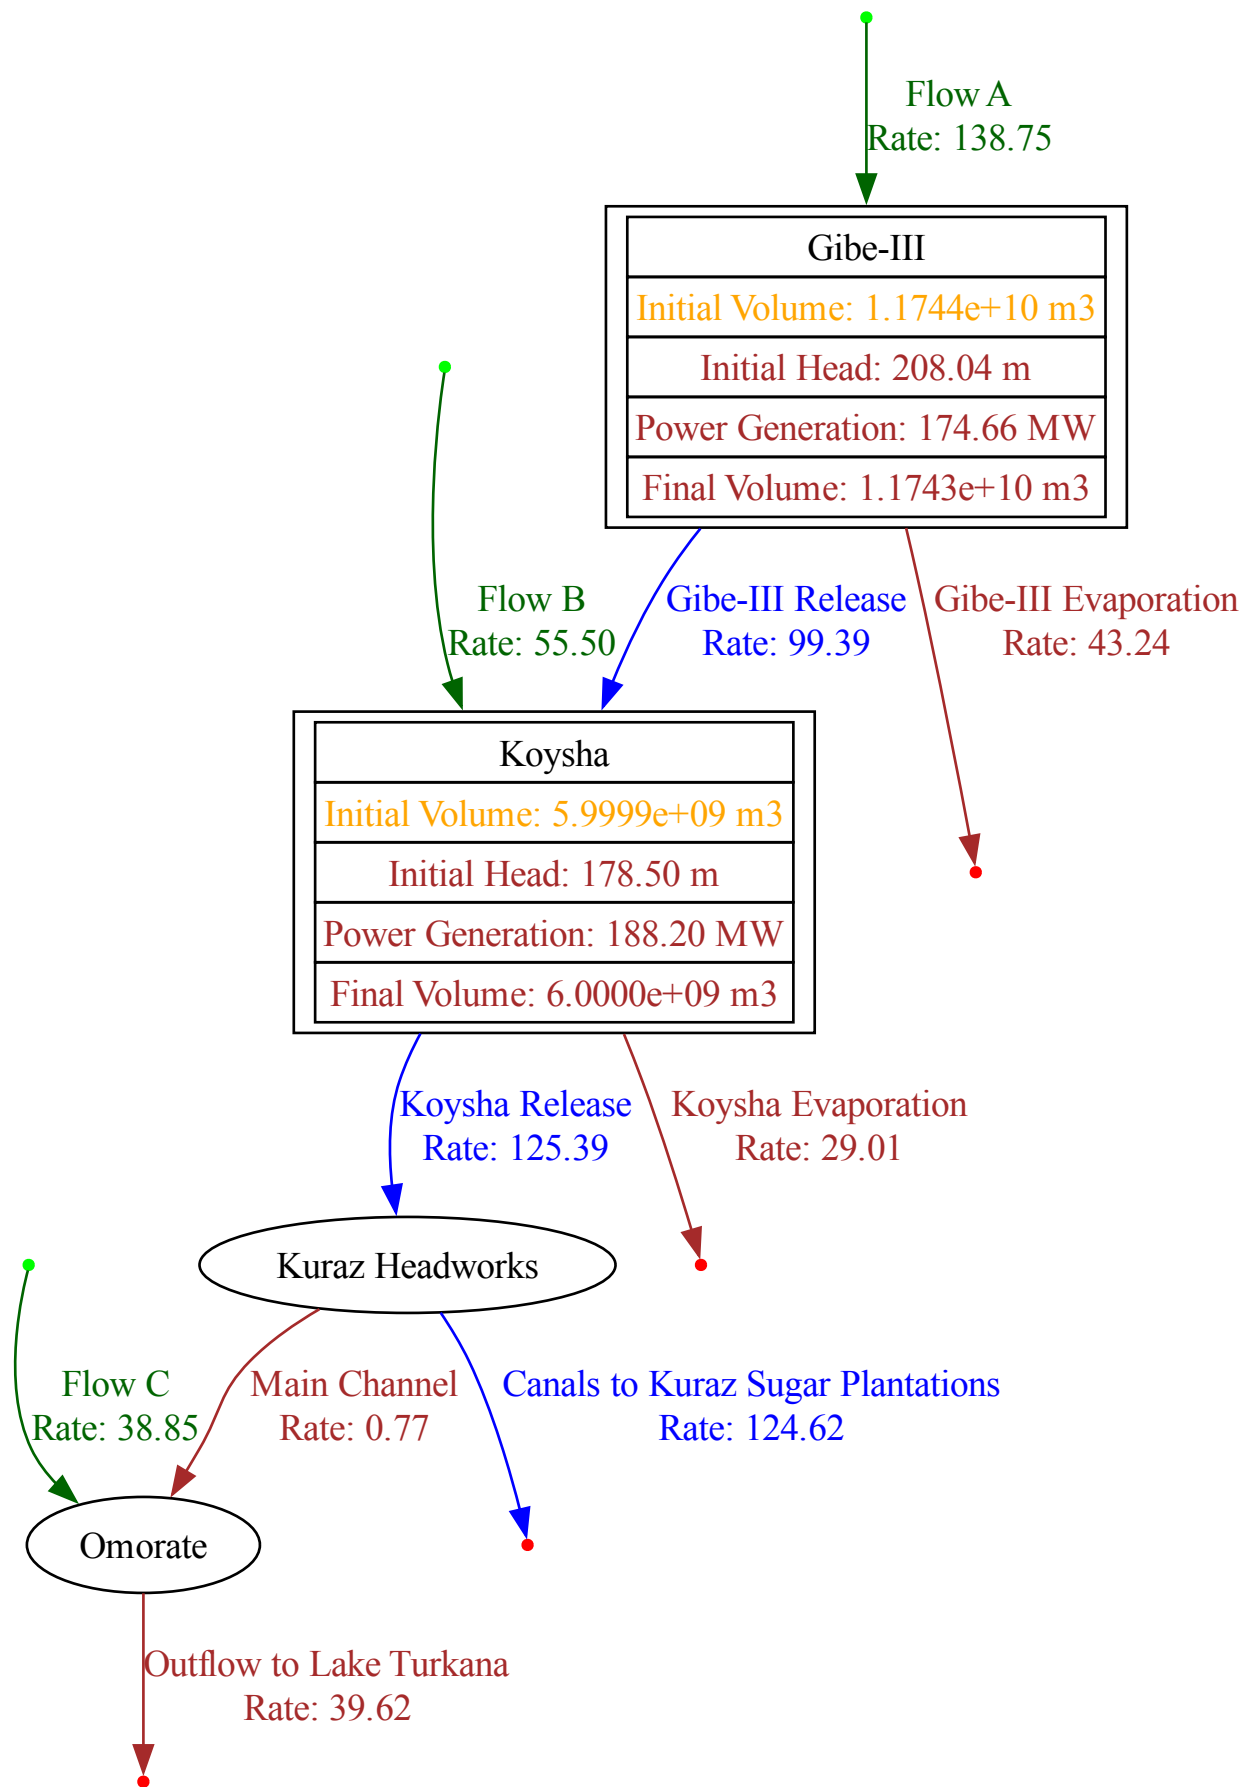 Flow A
Rate: 138.75
Gibe-III
Initial Volume: 1.1744e+10 m3
Initial Head: 208.04 m
Power Generation: 174.66 MW
Final Volume: 1.1743e+10 m3
Flow B
Rate: 55.50
Gibe-III Release
Rate: 99.39
Gibe-III Evaporation
Rate: 43.24
Koysha
Initial Volume: 5.9999e+09 m3
Initial Head: 178.50 m
Power Generation: 188.20 MW
Final Volume: 6.0000e+09 m3
Koysha Release
Rate: 125.39
Koysha Evaporation
Rate: 29.01
Kuraz Headworks
Flow C
Rate: 38.85
Main Channel
Rate: 0.77
Canals to Kuraz Sugar Plantations
Rate: 124.62
Omorate
Outflow to Lake Turkana
Rate: 39.62